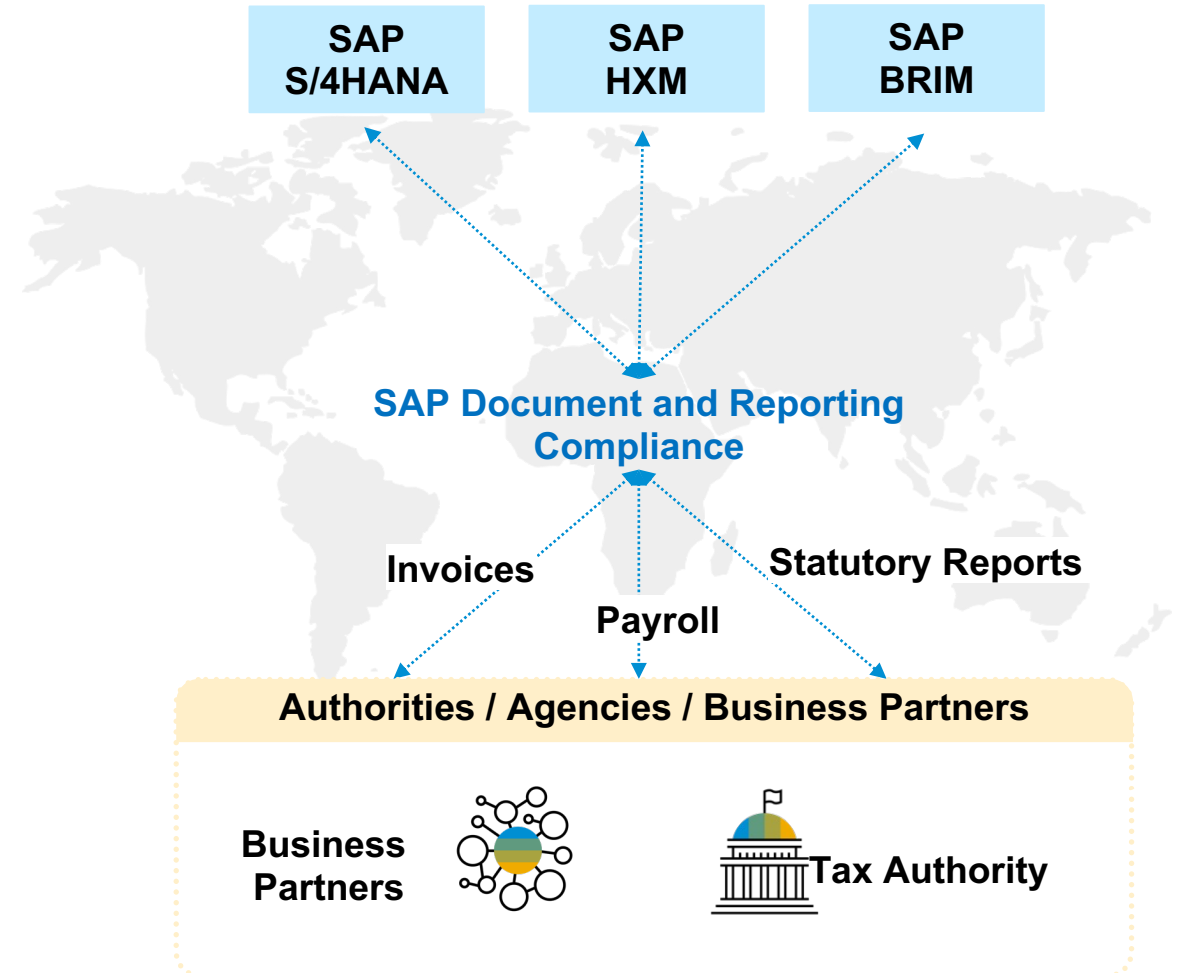 SAP
S/4HANA
SAP
HXM
SAP
BRIM
SAP Document and Reporting
Compliance
Invoices
Statutory Reports
Payroll
Authorities / Agencies / Business Partners
Business
Partners
Tax Authority